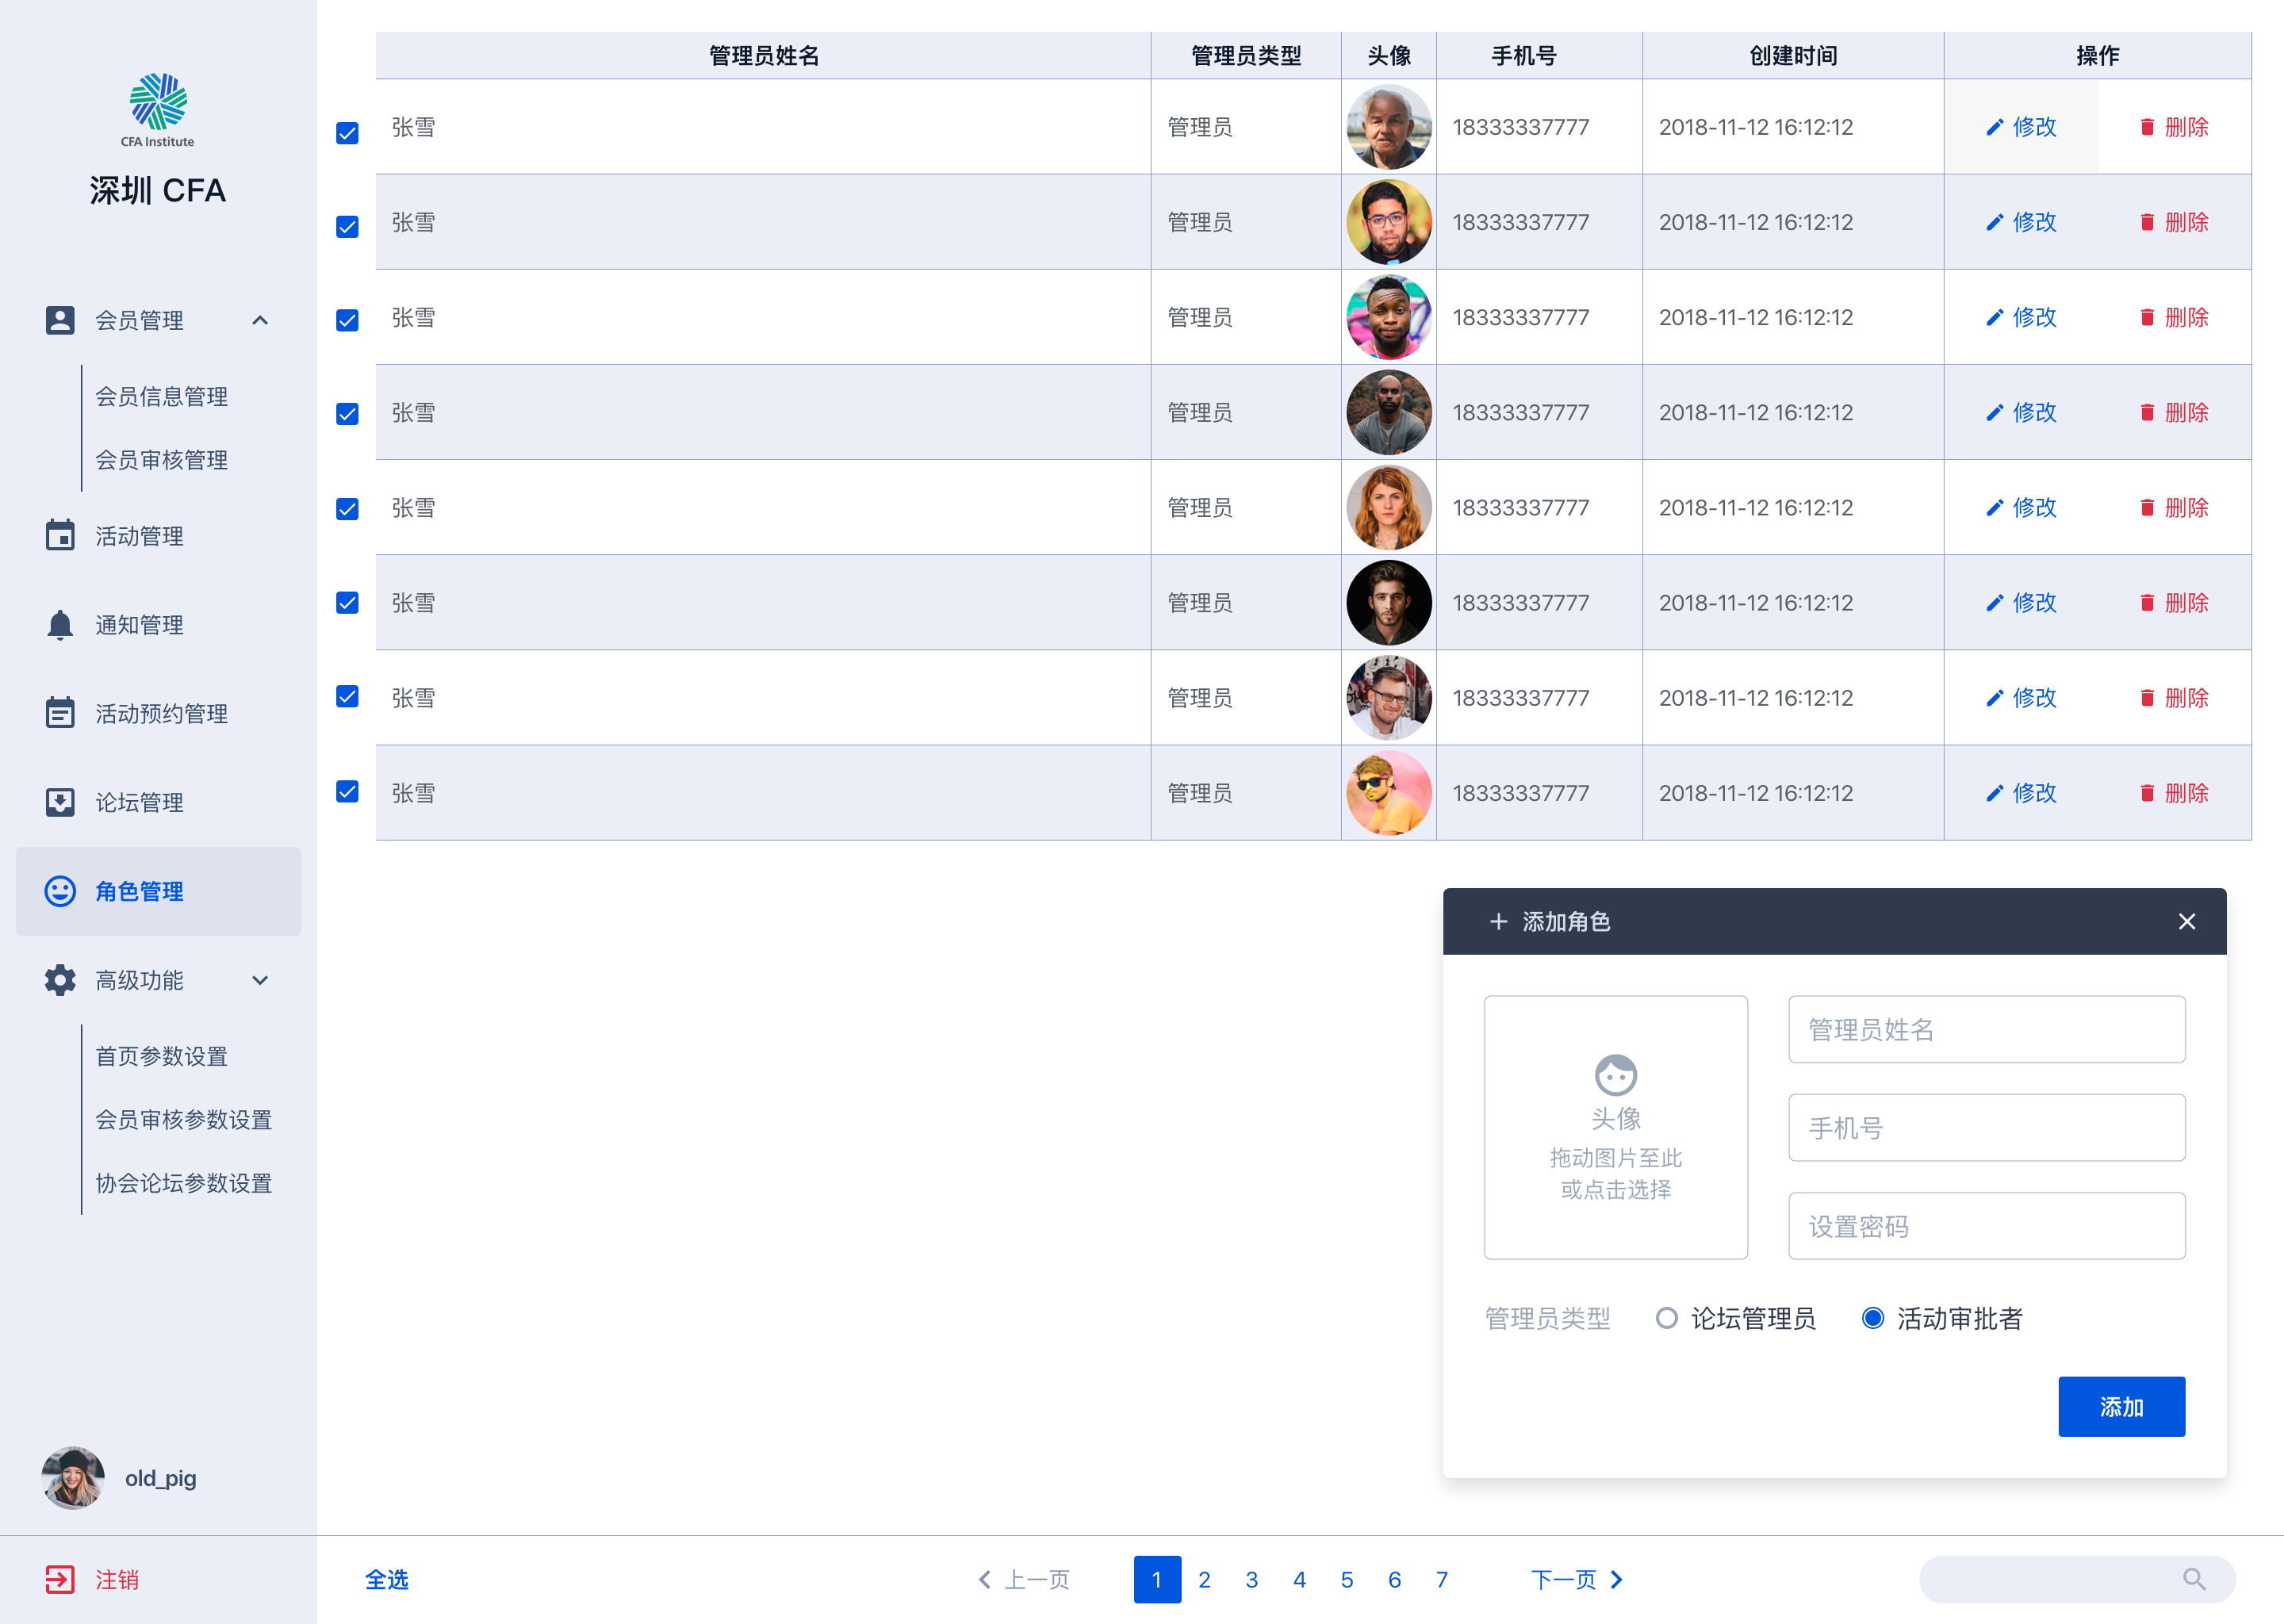 CFA Institute
深圳 CFA
会员管理
会员信息管理
会员审核管理
活动管理
通知管理
活动预约管理
论坛管理
角色管理
高级功能
首页参数设置
会员审核参数设置
协会论坛参数设置
old_pig
注销
管理员姓名 管理员类型 头像 手机号 创建时间 操作
张雪 管理员 18333337777 2018-11-12 16:12:12 修改 删除
张雪 管理员 18333337777 2018-11-12 16:12:12 修改 删除
张雪 管理员 18333337777 2018-11-12 16:12:12 修改 删除
张雪 管理员 18333337777 2018-11-12 16:12:12 修改 删除
张雪 管理员 18333337777 2018-11-12 16:12:12 修改 删除
张雪 管理员 18333337777 2018-11-12 16:12:12 修改 删除
张雪 管理员 18333337777 2018-11-12 16:12:12 修改 删除
张雪 管理员 18333337777 2018-11-12 16:12:12 修改 删除
添加角色
头像
拖动图片至此
或点击选择
管理员姓名
手机号
设置密码
管理员类型 论坛管理员 活动审批者
添加
全选 上一页 1 2 3 4 5 6 7 下一页